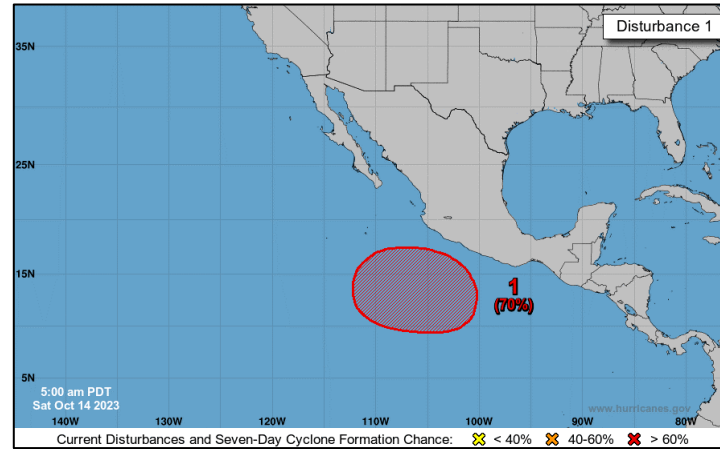 Disturbance 1
35N
25N
15N
5N
1
(70%)
5:00 am PDT
Sat Oct 14 2023
www.hurricanes.gov
140W 130W 120W 110W 100W 90W 80W
Current Disturbances and Seven-Day Cyclone Formation Chance: < 40% 40-60% > 60%